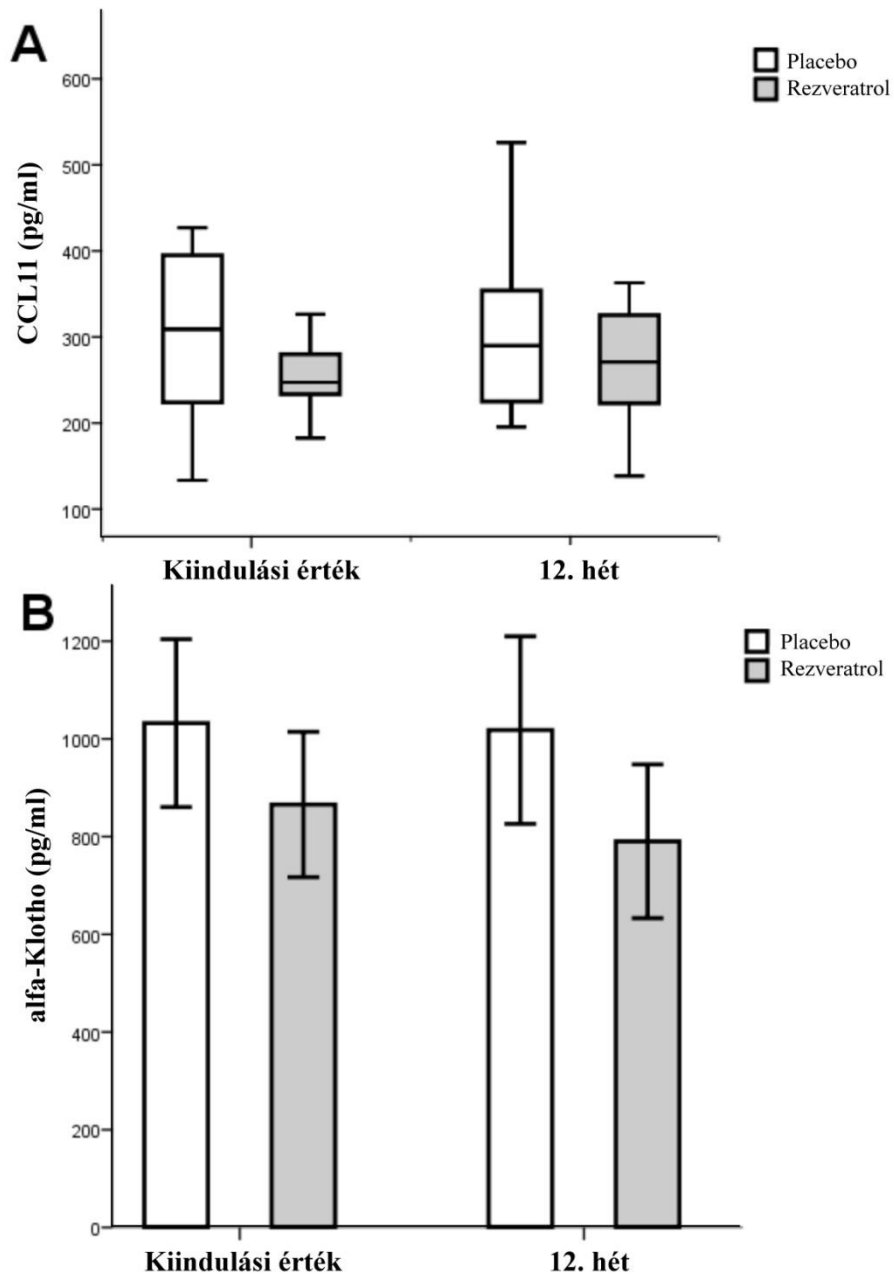 A
Placebo
Rezveratrol
CCL11 (pg/ml)
600
500
400
300
200
100
Kiindulási érték
12. hét
B
Placebo
Rezveratrol
alfa-Klotho (pg/ml)
1200
1000
800
600
400
200
0
Kiindulási érték
12. hét